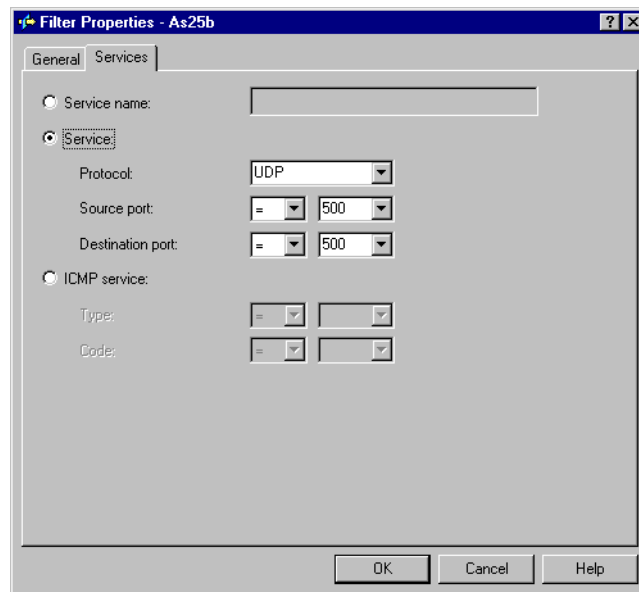 Filter Properties - As25b
General Services
Service name:
Service:
Protocol: UDP
Source port: = 500
Destination port: = 500
ICMP service:
Type: =
Code: =
OK Cancel Help